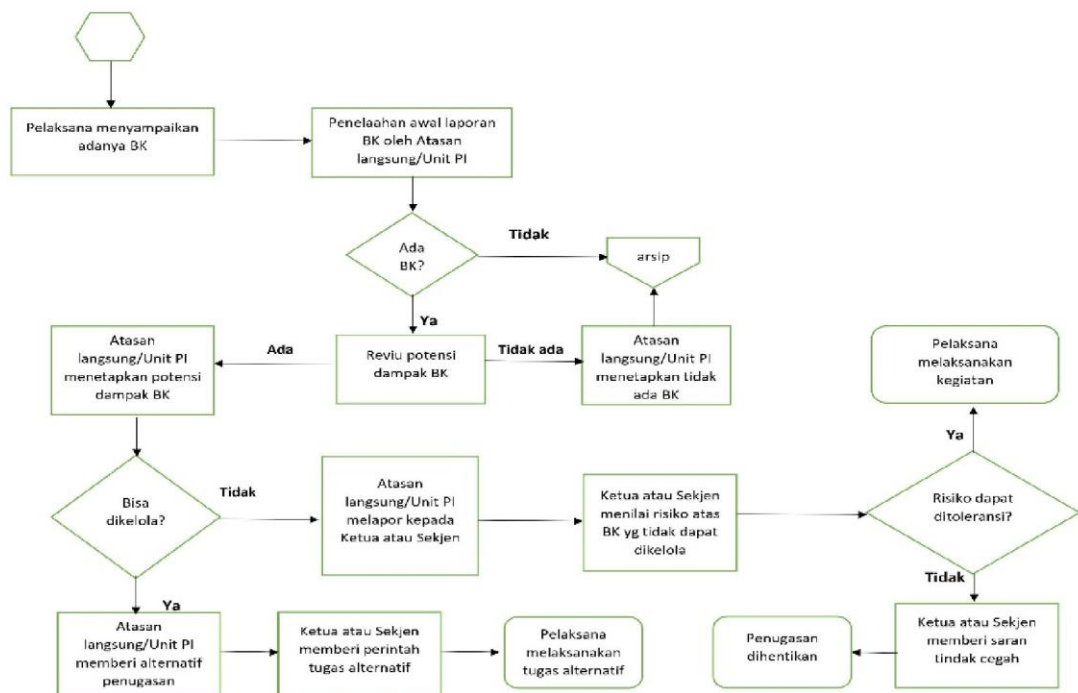 Pelaksana menyampaikan
adanya BK
Penelaahan awal laporan
BK oleh Atasan
langsung/Unit PI
Ada
BK?
Tidak
arsip
Ya
Atasan
langsung/Unit PI
menetapkan potensi
dampak BK
Ada
Reviu potensi
dampak BK
Tidak ada
Atasan
langsung/Unit PI
menetapkan tidak
ada BK
Pelaksana
melaksanakan
kegiatan
Ya
Bisa
dikelola?
Tidak
Atasan
langsung/Unit PI
melapor kepada
Ketua atau Sekjen
Ketua atau Sekjen
menilai risiko atas
BK yg tidak dapat
dikelola
Risiko dapat
ditoleransi?
Tidak
Ya
Atasan
langsung/Unit PI
memberi alternatif
penugasan
Ketua atau Sekjen
memberi perintah
tugas alternatif
Pelaksana
melaksanakan
tugas alternatif
Penugasan
dihentikan
Ketua atau Sekjen
memberi saran
tindak cegah